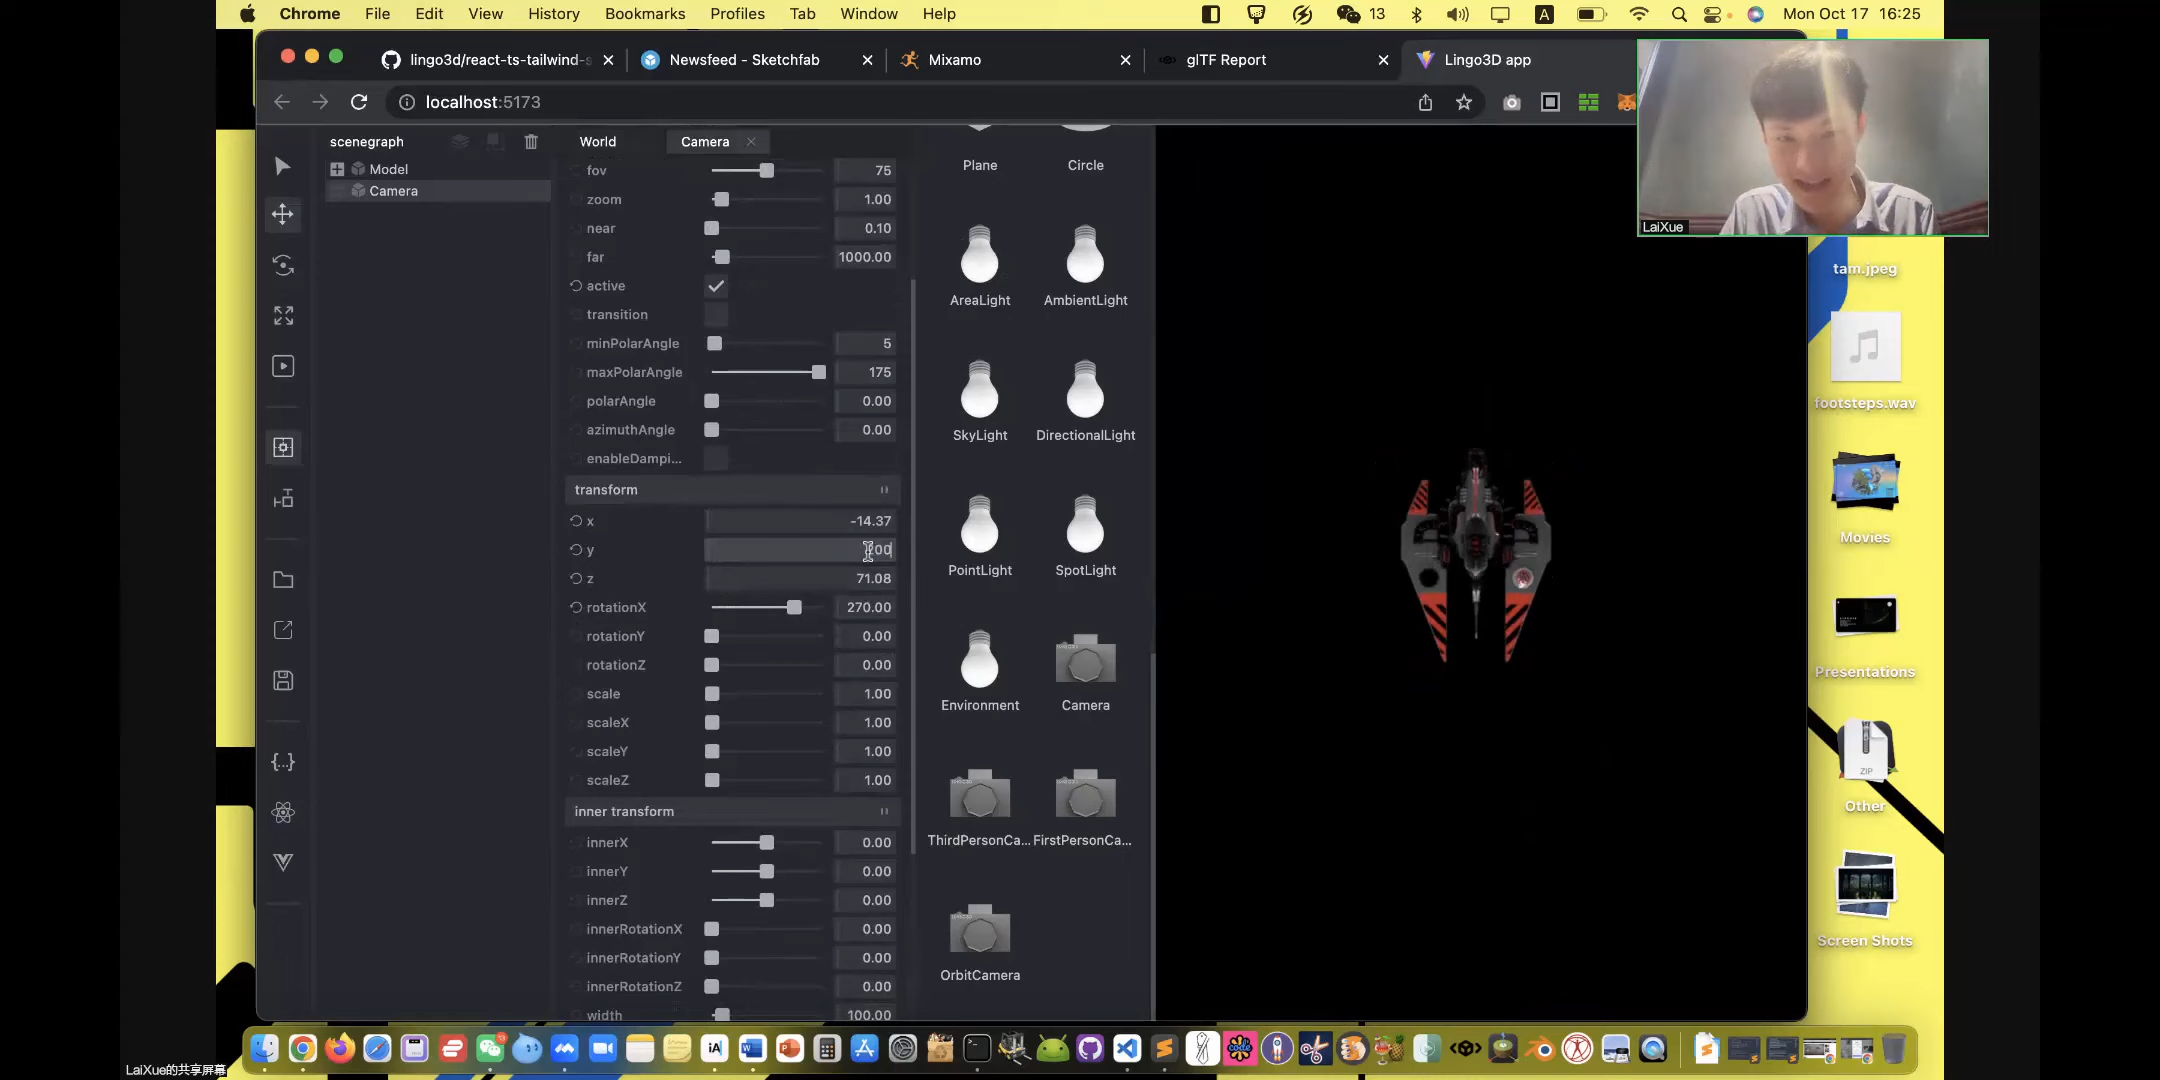 Chrome File Edit View History Bookmarks Profiles Tab Window Help 13 A Mon Oct 17 16:25
lingo3d/react-ts-tailwind-s Newsfeed - Sketchfab Mixamo glTF Report Lingo3D app
localhost:5173
LaiXue
scenegraph
Model
Camera
World Camera
fov 75
zoom 1.00
near 0.10
far 1000.00
active
transition
minPolarAngle 5
maxPolarAngle 175
polarAngle 0.00
azimuthAngle 0.00
enableDampi...
transform
x -14.37
y
z 71.08
rotationX 270.00
rotationY 0.00
rotationZ 0.00
scale 1.00
scaleX 1.00
scaleY 1.00
scaleZ 1.00
inner transform
innerX 0.00
innerY 0.00
innerZ 0.00
innerRotationX 0.00
innerRotationY 0.00
innerRotationZ 0.00
width 100.00
Plane Circle
AreaLight AmbientLight
SkyLight DirectionalLight
PointLight SpotLight
Environment Camera
ThirdPersonCa... FirstPersonCa...
OrbitCamera
tam.jpeg
footsteps.wav
Movies
Presentations
ZIP
Other
Screen Shots
iA
LaiXue的共享屏幕